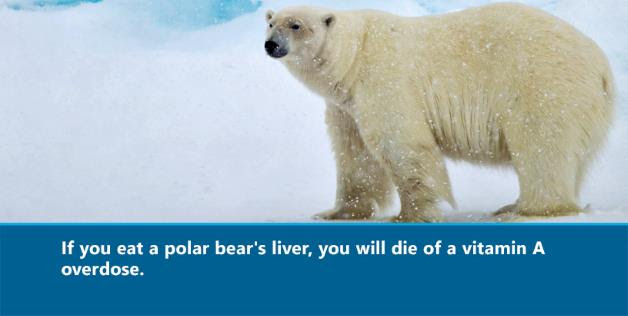 If you eat a polar bear's liver, you will die of a vitamin A
overdose.